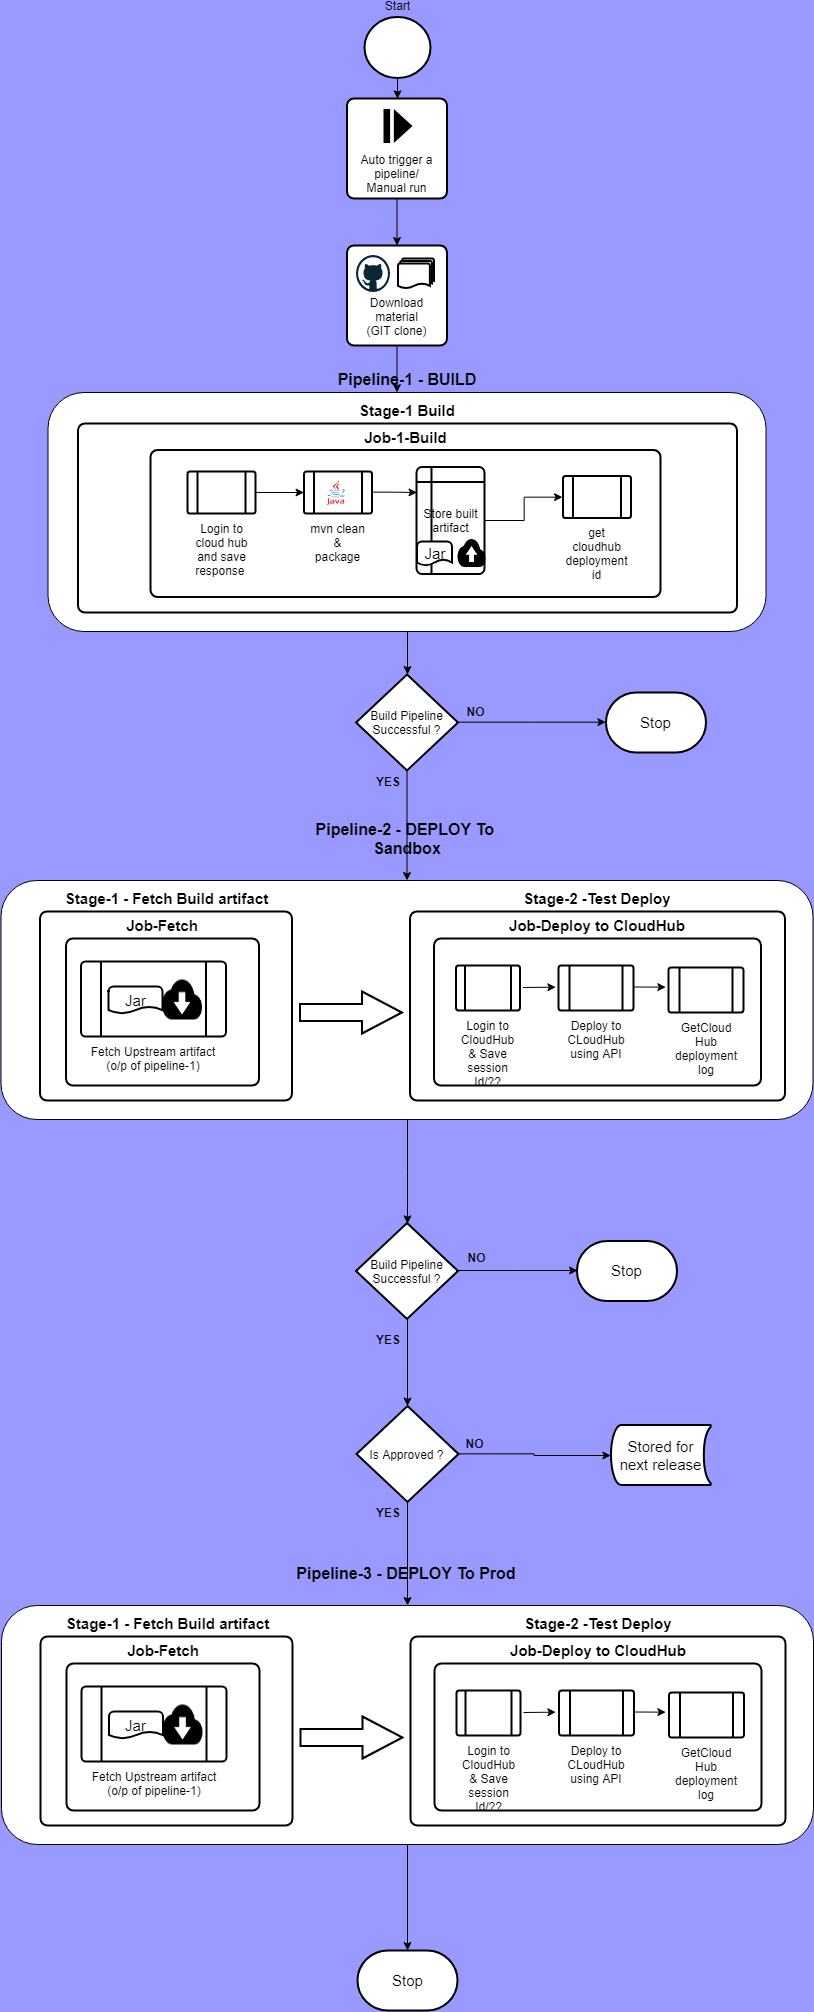 Start
Auto trigger a
pipeline/
Manual run
Download
material
(GIT clone)
Pipeline-1 - BUILD
Stage-1 Build
Job-1-Build
Login to
cloud hub
and save
response
Java
mvn clean
&
package
Store built
artifact
Jar
get
cloudhub
deployment
id
Build Pipeline
Successful ?
NO
Stop
YES
Pipeline-2 - DEPLOY To
Sandbox
Stage-1 - Fetch Build artifact
Job-Fetch
Jar
Fetch Upstream artifact
(o/p of pipeline-1)
Stage-2 -Test Deploy
Job-Deploy to CloudHub
Login to
CloudHub
& Save
session
Id/??
Deploy to
CLoudHub
using API
GetCloud
Hub
deployment
log
Build Pipeline
Successful ?
NO
Stop
YES
Is Approved ?
NO
Stored for
next release
YES
Pipeline-3 - DEPLOY To Prod
Stage-1 - Fetch Build artifact
Job-Fetch
Jar
Fetch Upstream artifact
(o/p of pipeline-1)
Stage-2 -Test Deploy
Job-Deploy to CloudHub
Login to
CloudHub
& Save
session
Id/??
Deploy to
CLoudHub
using API
GetCloud
Hub
deployment
log
Stop